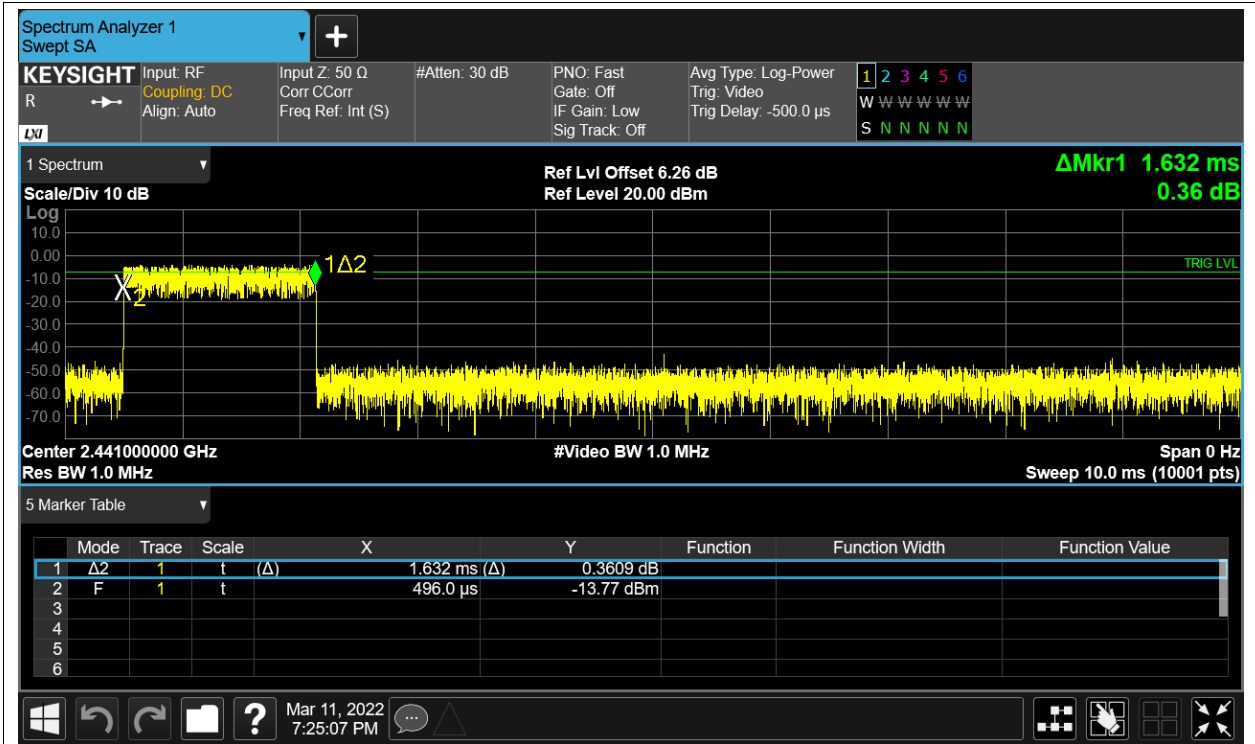 Spectrum Analyzer 1
Swept SA
+
KEYSIGHT
R
LXI
Input: RF
Coupling: DC
Align: Auto
Input Z: 50 Ω
Corr CCorr
Freq Ref: Int (S)
#Atten: 30 dB
PNO: Fast
Gate: Off
IF Gain: Low
Sig Track: Off
Avg Type: Log-Power
Trig: Video
Trig Delay: -500.0 µs
1 2 3 4 5 6
W W W W W W
S N N N N N
1 Spectrum
Scale/Div 10 dB
Ref Lvl Offset 6.26 dB
Ref Level 20.00 dBm
ΔMkr1 1.632 ms
0.36 dB
Log
10.0
0.00
-10.0
-20.0
-30.0
-40.0
-50.0
-60.0
-70.0
1Δ2
X2
TRIG LVL
Center 2.441000000 GHz
#Video BW 1.0 MHz
Span 0 Hz
Res BW 1.0 MHz
Sweep 10.0 ms (10001 pts)
5 Marker Table
Mode Trace Scale X Y Function Function Width Function Value
1 Δ2 1 t (Δ) 1.632 ms (Δ) 0.3609 dB
2 F 1 t 496.0 µs -13.77 dBm
3
4
5
6
?
Mar 11, 2022
7:25:07 PM